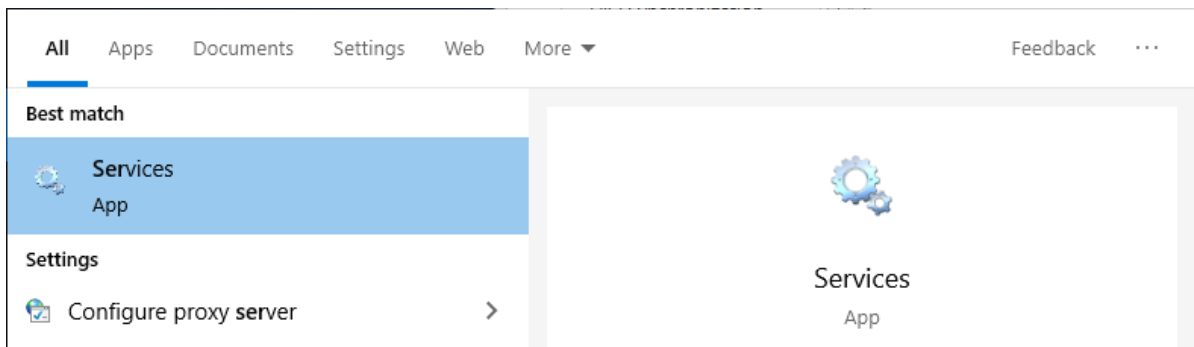 All Apps Documents Settings Web More Feedback ...
Best match
Services
App
Settings
Configure proxy server
Services
App